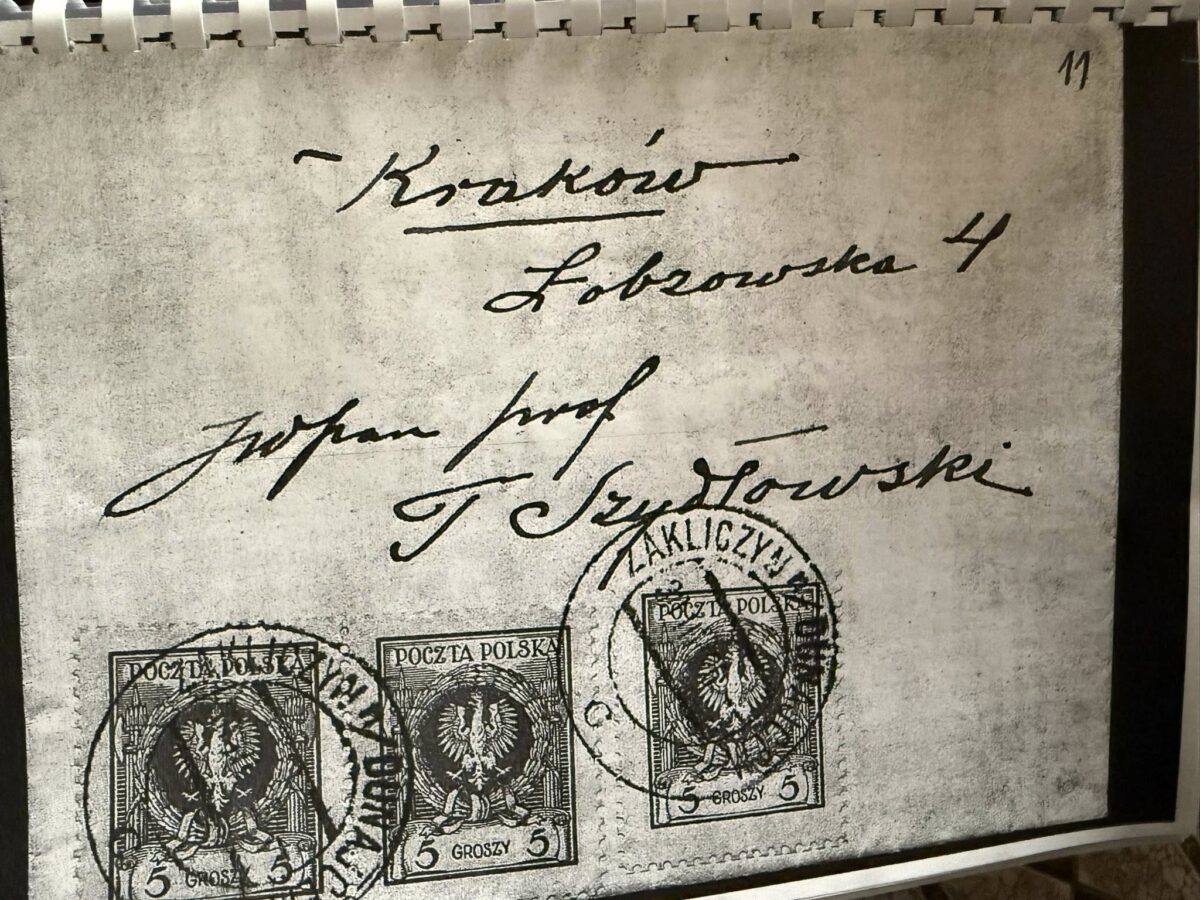 11
Kraków
Łobzowska 4
JWPan prof
T Szydłowski
ZAKLICZYN
POCZTA POLSKA
5 GROSZY 5
POCZTA POLSKA
5 GROSZY 5
POCZTA POLSKA
5 GROSZY 5